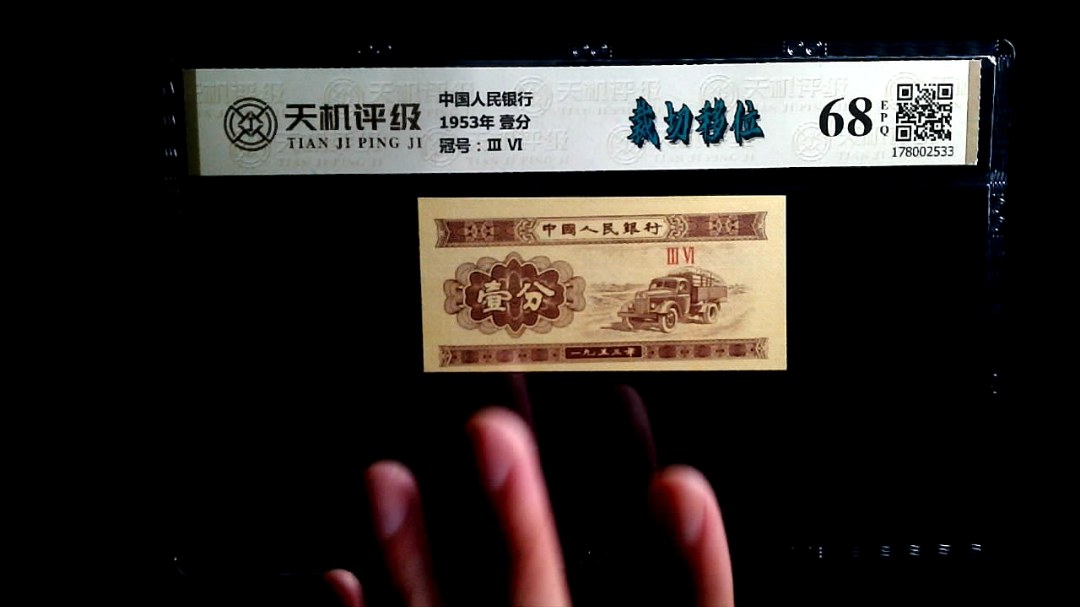 天机评级
TIAN JI PING JI
中国人民银行
1953年 壹分
冠号：Ⅲ Ⅵ
裁切移位
68
EPQ
178002533
中國人民銀行
Ⅲ Ⅵ
壹分
一九五三年